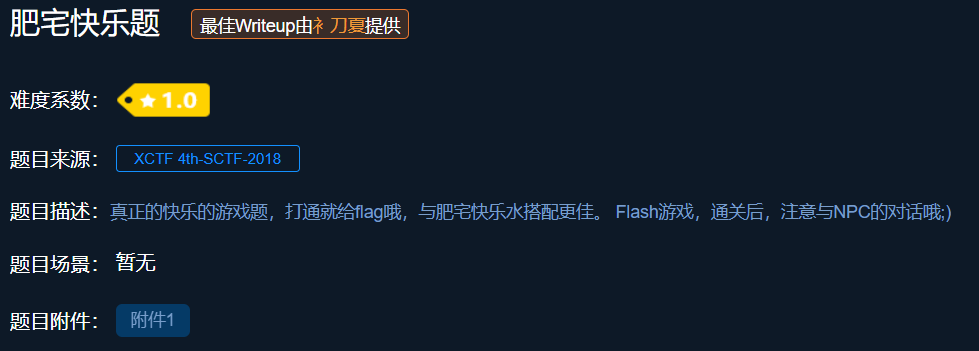 肥宅快乐题 最佳Writeup由衤刀夏提供
难度系数： 1.0
题目来源： XCTF 4th-SCTF-2018
题目描述：真正的快乐的游戏题，打通就给flag哦，与肥宅快乐水搭配更佳。 Flash游戏，通关后，注意与NPC的对话哦;)
题目场景： 暂无
题目附件： 附件1